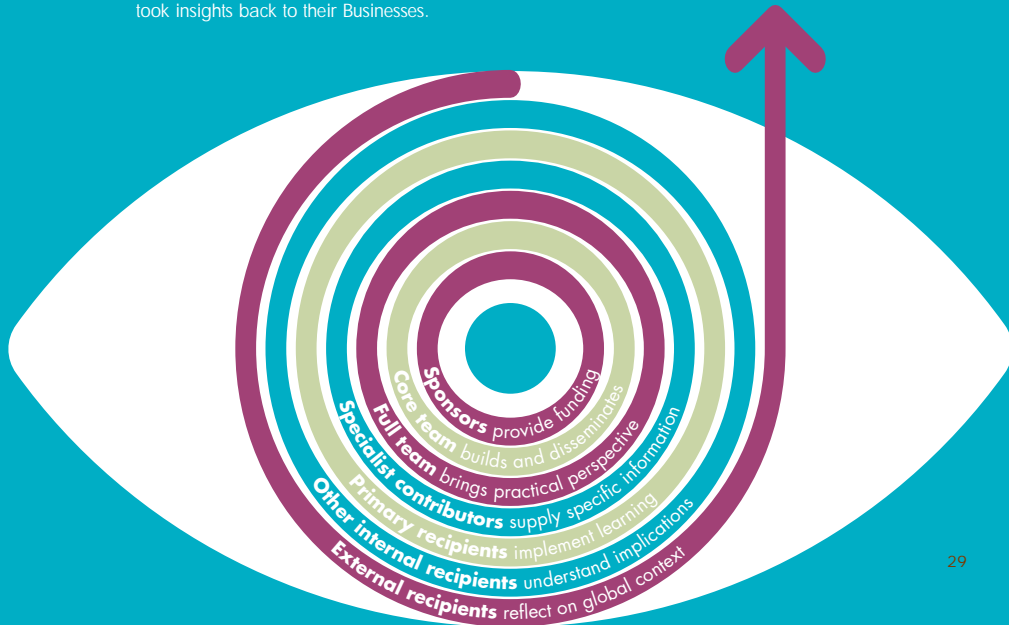 took insights back to their Businesses.
Sponsors provide funding
Core team builds and disseminates
Full team brings practical perspective
Specialist contributors supply specific information
Primary recipients implement learning
Other internal recipients understand implications
External recipients reflect on global context
29